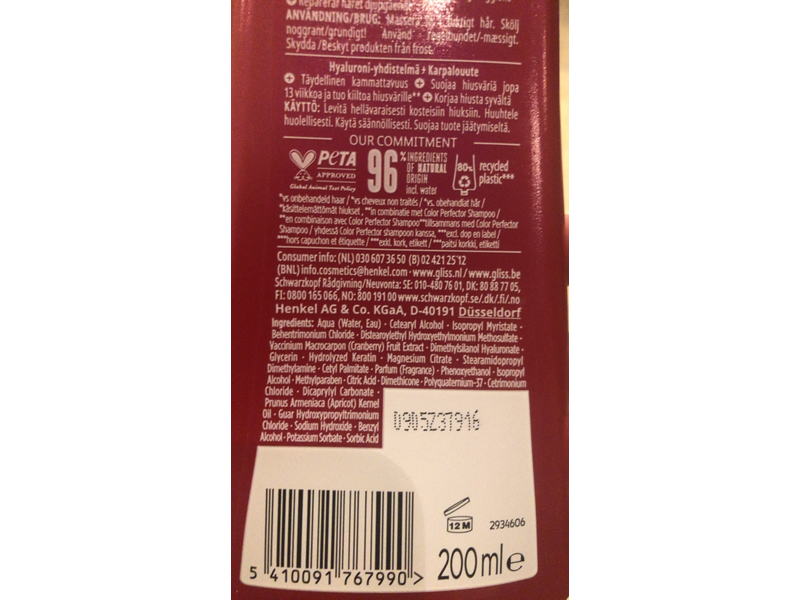 Reparerar håret djupgående
ANVÄNDNING/BRUG: Massera fuktigt hår. Skölj
noggrant/grundigt! Använd regelbundet/-mæssigt.
Skydda /Beskyt produkten från frost.
Hyaluroni-yhdistelmä + Karpalouute
Täydellinen kammattavuus Suojaa hiusväriä jopa
13 viikkoa ja tuo kiiltoa hiusvärille** Korjaa hiusta syvältä
KÄYTTÖ: Levitä hellävaraisesti kosteisiin hiuksiin. Huuhtele
huolellisesti. Käytä säännöllisesti. Suojaa tuote jäätymiseltä.
OUR COMMITMENT
PETA APPROVED
Global Animal Test Policy
96% INGREDIENTS OF NATURAL ORIGIN incl. water
80% recycled plastic***
*vs onbehandeld haar / *vs cheveux non traités / *vs. obehandlat hår /
*käsittelemättömät hiukset , **in combinatie met Color Perfector Shampoo /
**en combinaison avec Color Perfector Shampoo**tillsammans med Color Perfector
Shampoo / yhdessä Color Perfector shampoon kanssa, ***excl. dop en label /
***hors capuchon et étiquette / ***exkl. kork, etikett / ***paitsi korkki, etiketti
Consumer info: (NL) 030 607 36 50 (B) 02 421 25 12
(BNL) info.cosmetics@henkel.com · www.gliss.nl / www.gliss.be
Schwarzkopf Rådgivning/Neuvonta: SE: 010-480 76 01, DK: 80 88 77 05,
FI: 0800 165 066, NO: 800 191 00 www.schwarzkopf.se/.dk/.fi/.no
Henkel AG & Co. KGaA, D-40191 Düsseldorf
Ingredients: Aqua (Water, Eau) · Cetearyl Alcohol · Isopropyl Myristate ·
Behentrimonium Chloride · Distearoylethyl Hydroxyethylmonium Methosulfate ·
Vaccinium Macrocarpon (Cranberry) Fruit Extract · Dimethylsilanol Hyaluronate ·
Glycerin · Hydrolyzed Keratin · Magnesium Citrate · Stearamidopropyl
Dimethylamine · Cetyl Palmitate · Parfum (Fragrance) · Phenoxyethanol · Isopropyl
Alcohol · Methylparaben · Citric Acid · Dimethicone · Polyquaternium-37 · Cetrimonium
Chloride · Dicaprylyl Carbonate ·
Prunus Armeniaca (Apricot) Kernel
Oil · Guar Hydroxypropyltrimonium
Chloride · Sodium Hydroxide · Benzyl
Alcohol · Potassium Sorbate · Sorbic Acid
0905Z37916
12 M
2934606
200 ml e
5 410091 767990 >